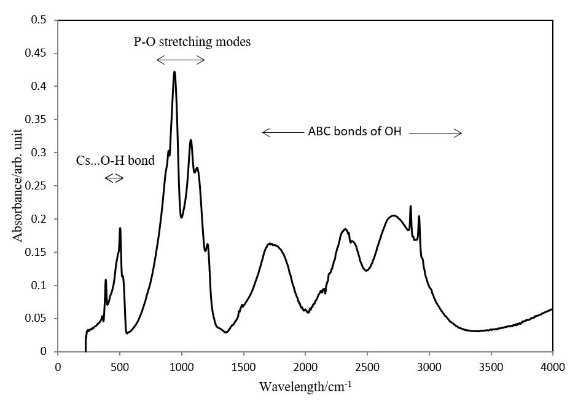 0.5
P-O stretching modes
0.45
0.4
0.35
ABC bonds of OH
0.3
Cs...O-H bond
0.25
0.2
0.15
0.1
0.05
0
Absorbance/arb. unit
0 500 1000 1500 2000 2500 3000 3500 4000
Wavelength/cm⁻¹